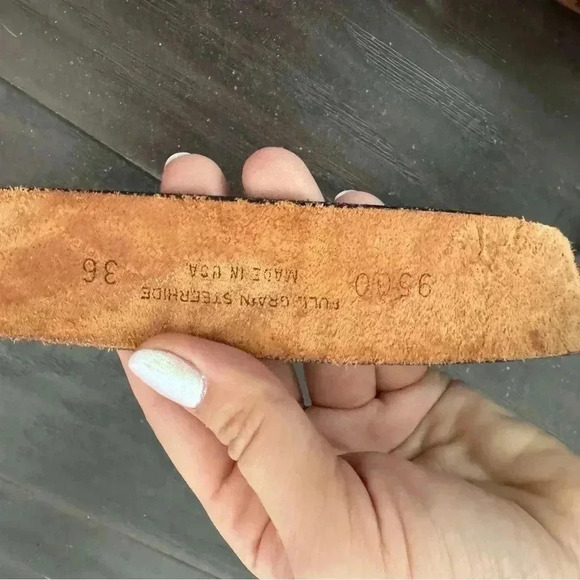 9500
FULL GRAIN STEERHIDE
MADE IN USA
36